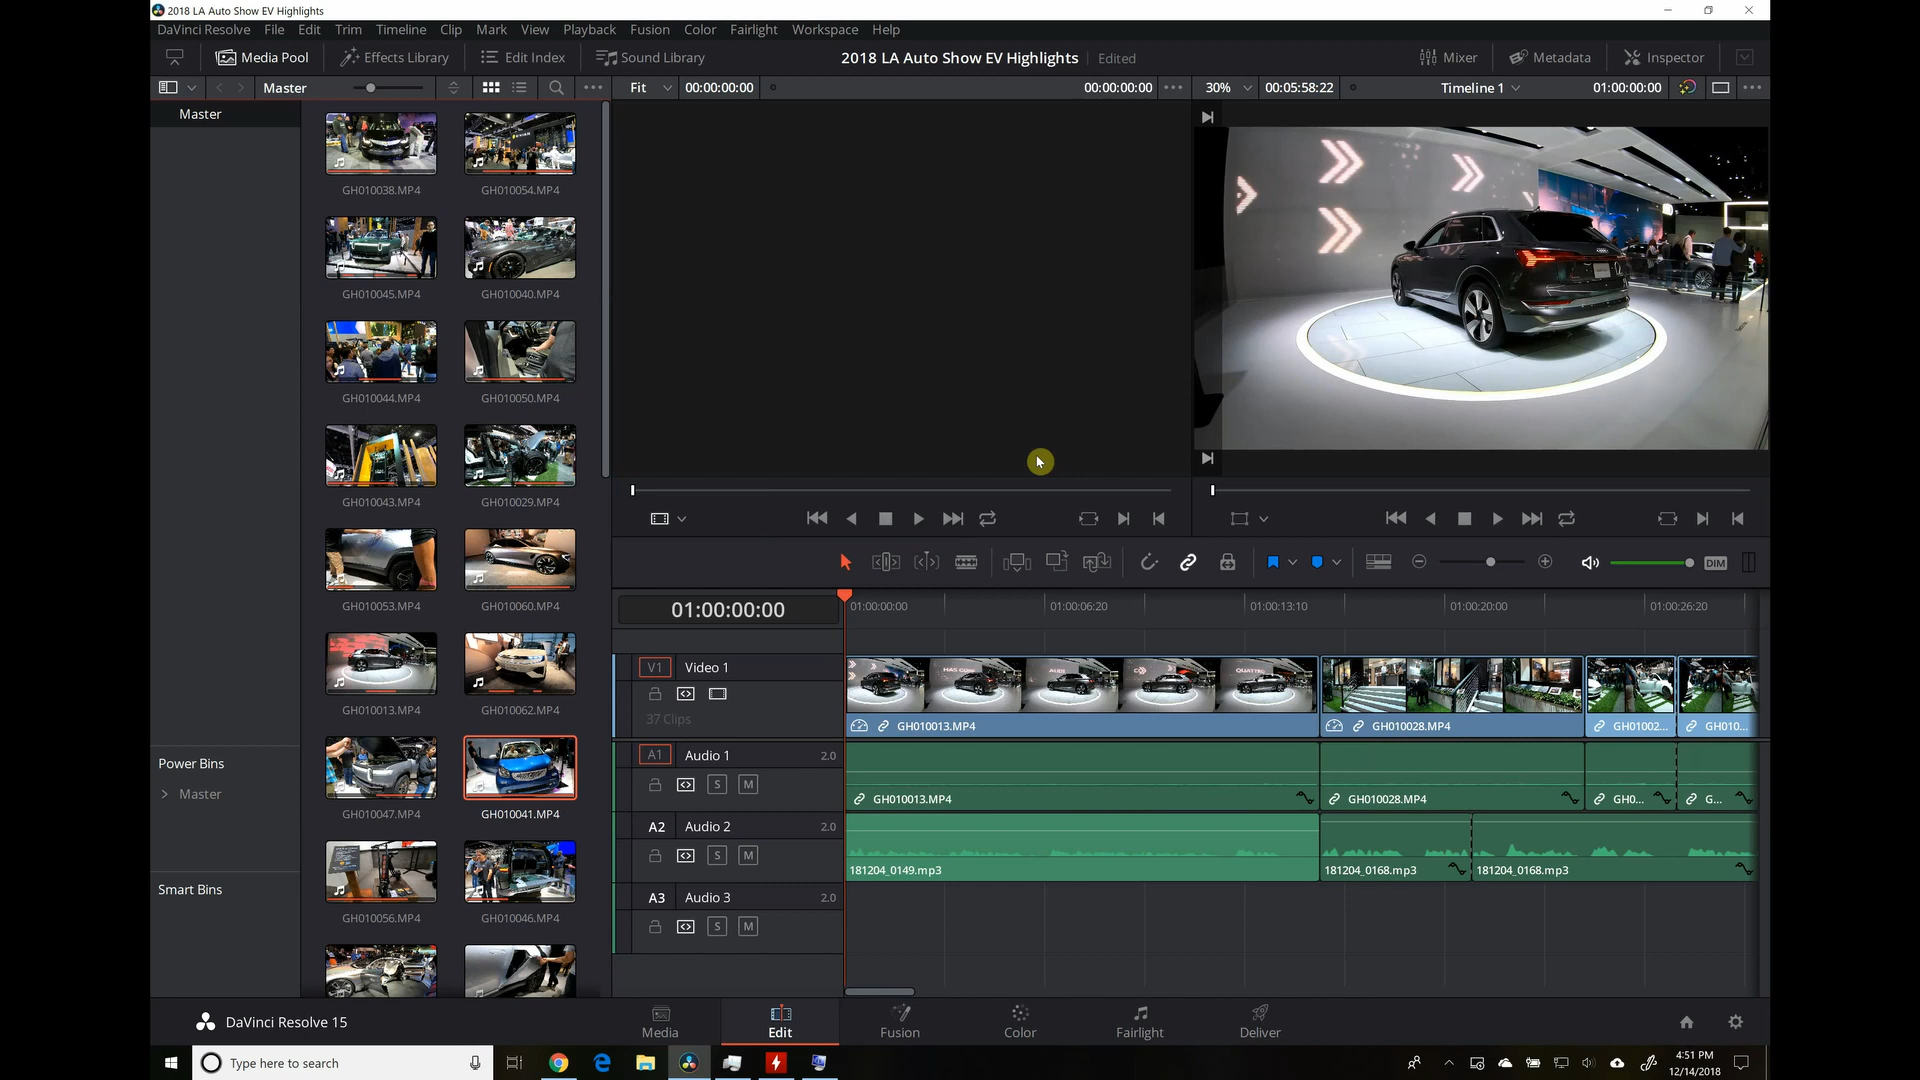 2018 LA Auto Show EV Highlights
DaVinci Resolve File Edit Trim Timeline Clip Mark View Playback Fusion Color Fairlight Workspace Help
Media Pool Effects Library Edit Index Sound Library 2018 LA Auto Show EV Highlights Edited Mixer Metadata Inspector
Master Fit 00:00:00:00 00:00:00:00 30% 00:05:58:22 Timeline 1 01:00:00:00
Master
GH010038.MP4 GH010054.MP4
GH010045.MP4 GH010040.MP4
GH010044.MP4 GH010050.MP4
GH010043.MP4 GH010029.MP4
GH010053.MP4 GH010060.MP4
GH010013.MP4 GH010062.MP4
GH010047.MP4 GH010041.MP4
GH010056.MP4 GH010046.MP4
Power Bins
Master
Smart Bins
DIM
01:00:00:00 01:00:00:00 01:00:06:20 01:00:13:10 01:00:20:00 01:00:26:20
V1 Video 1
37 Clips
AUDI
QUATTRO
GH010013.MP4 GH010028.MP4 GH01002... GH010...
A1 Audio 1 2.0
S M
GH010013.MP4 GH010028.MP4 GH0... G...
A2 Audio 2 2.0
S M
181204_0149.mp3 181204_0168.mp3 181204_0168.mp3
A3 Audio 3 2.0
S M
DaVinci Resolve 15
Media Edit Fusion Color Fairlight Deliver
Type here to search
4:51 PM
12/14/2018